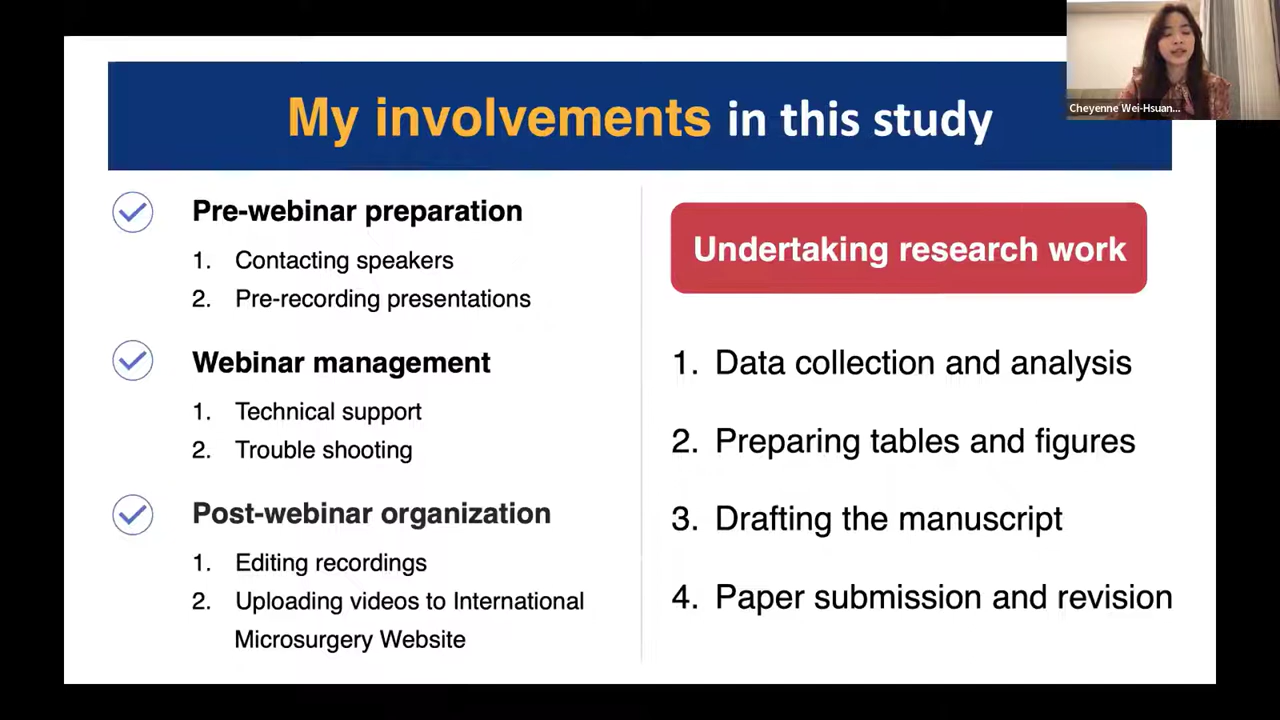 My involvements in this study
Cheyenne Wei-Hsuan...
Pre-webinar preparation
1. Contacting speakers
2. Pre-recording presentations
Webinar management
1. Technical support
2. Trouble shooting
Post-webinar organization
1. Editing recordings
2. Uploading videos to International
Microsurgery Website
Undertaking research work
1. Data collection and analysis
2. Preparing tables and figures
3. Drafting the manuscript
4. Paper submission and revision